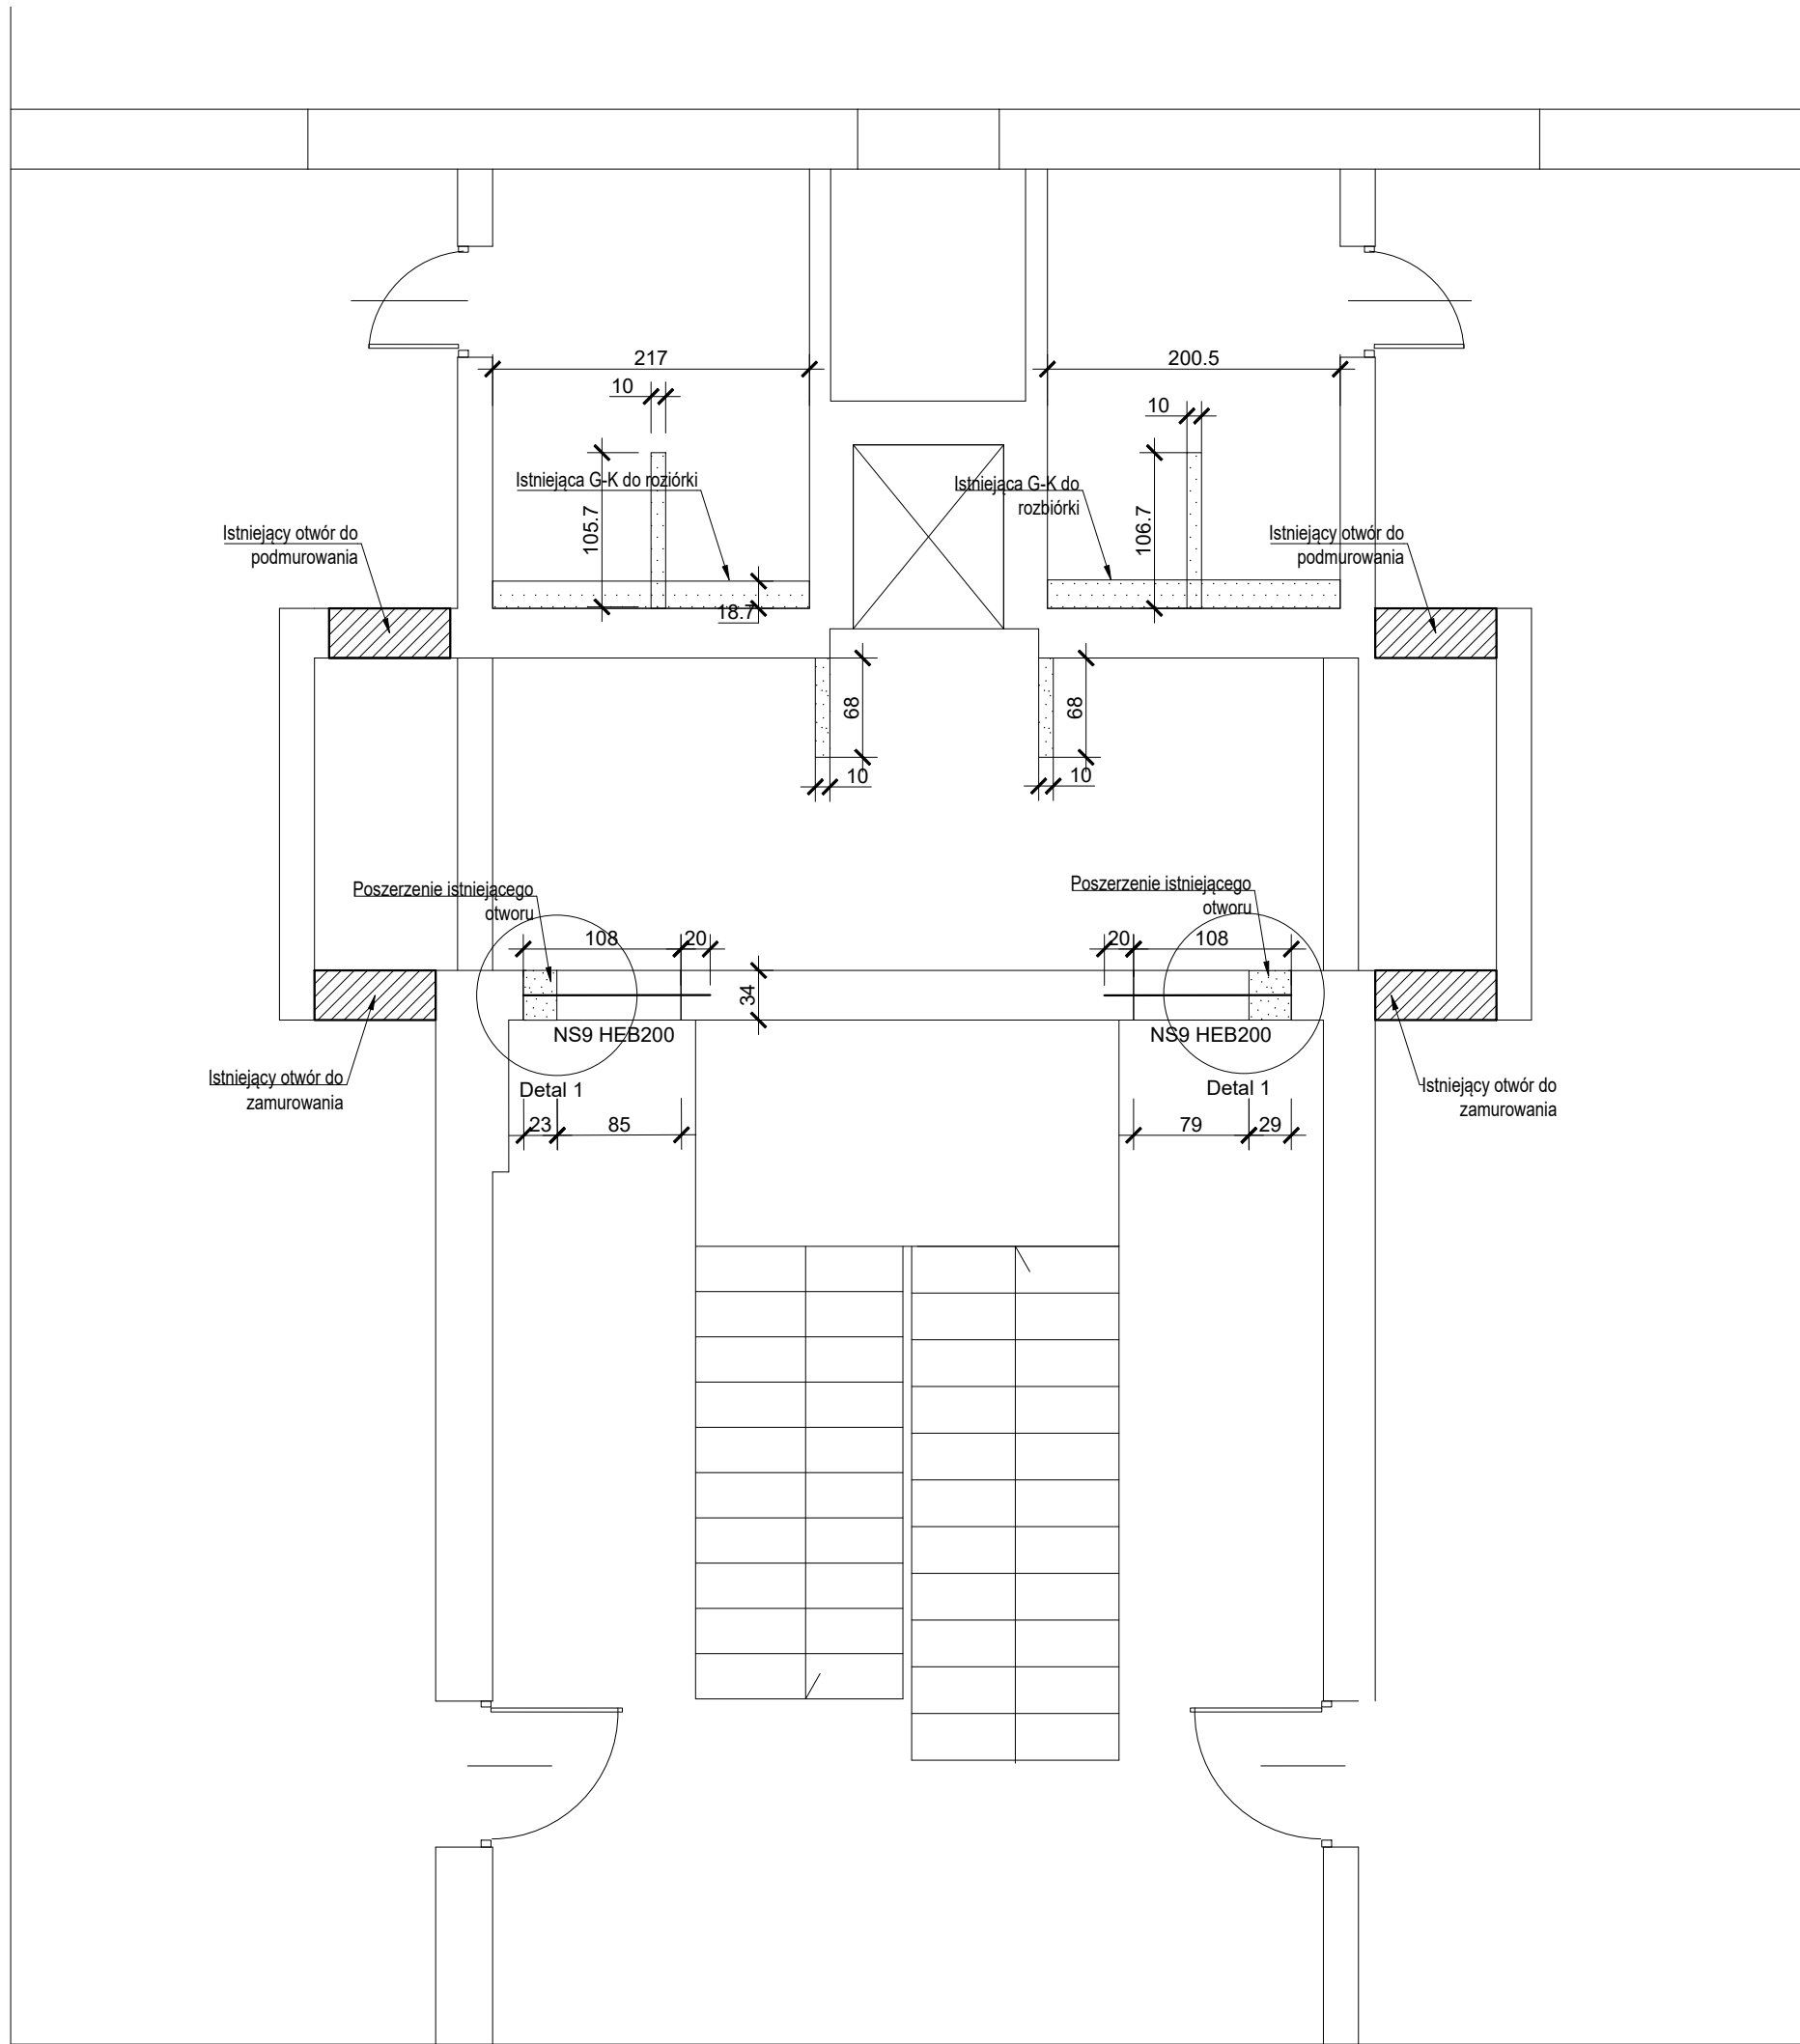 217
200.5
10
10
Istniejąca G-K do roziórki
Istniejąca G-K do
rozbiórki
105.7
106.7
Istniejący otwór do
podmurowania
Istniejący otwór do
podmurowania
18.7
68
68
10
10
Poszerzenie istniejącego
otworu
Poszerzenie istniejącego
otworu
108
20
20
108
34
NS9 HEB200
NS9 HEB200
Istniejący otwór do
zamurowania
Detal 1
Detal 1
Istniejący otwór do
zamurowania
23
85
79
29